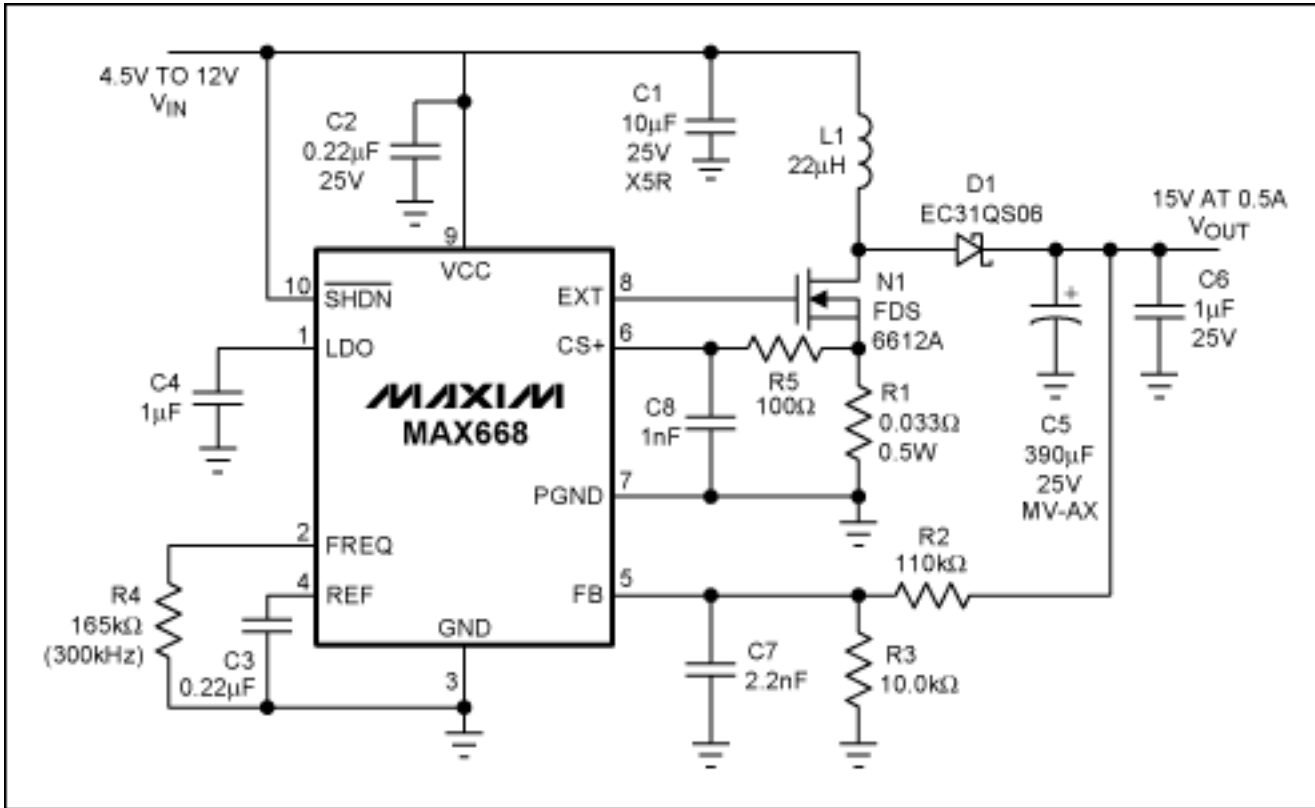 4.5V TO 12V
VIN
C2
0.22µF
25V
C1
10µF
25V
X5R
L1
22µH
D1
EC31QS06
15V AT 0.5A
VOUT
9
VCC
10
SHDN
EXT
8
N1
FDS
6612A
+
C6
1µF
25V
1
LDO
CS+
6
C4
1µF
MAXIM
MAX668
R5
100Ω
C8
1nF
R1
0.033Ω
0.5W
C5
390µF
25V
MV-AX
PGND
7
2
FREQ
4
REF
FB
5
R2
110kΩ
R4
165kΩ
(300kHz)
C3
0.22µF
GND
3
C7
2.2nF
R3
10.0kΩ